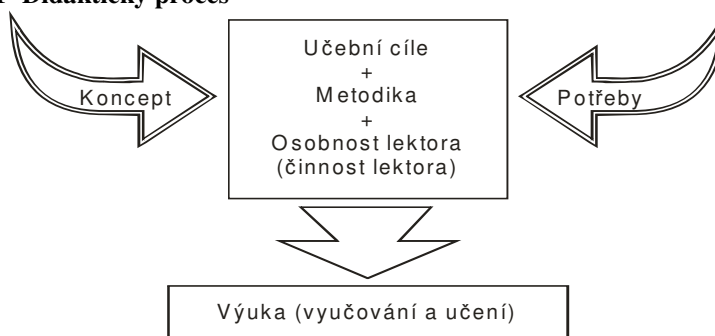 Didaktický proces
Učební cíle
+
Metodika
+
Osobnost lektora
(činnost lektora)
Koncept
Potřeby
Výuka (vyučování a učení)